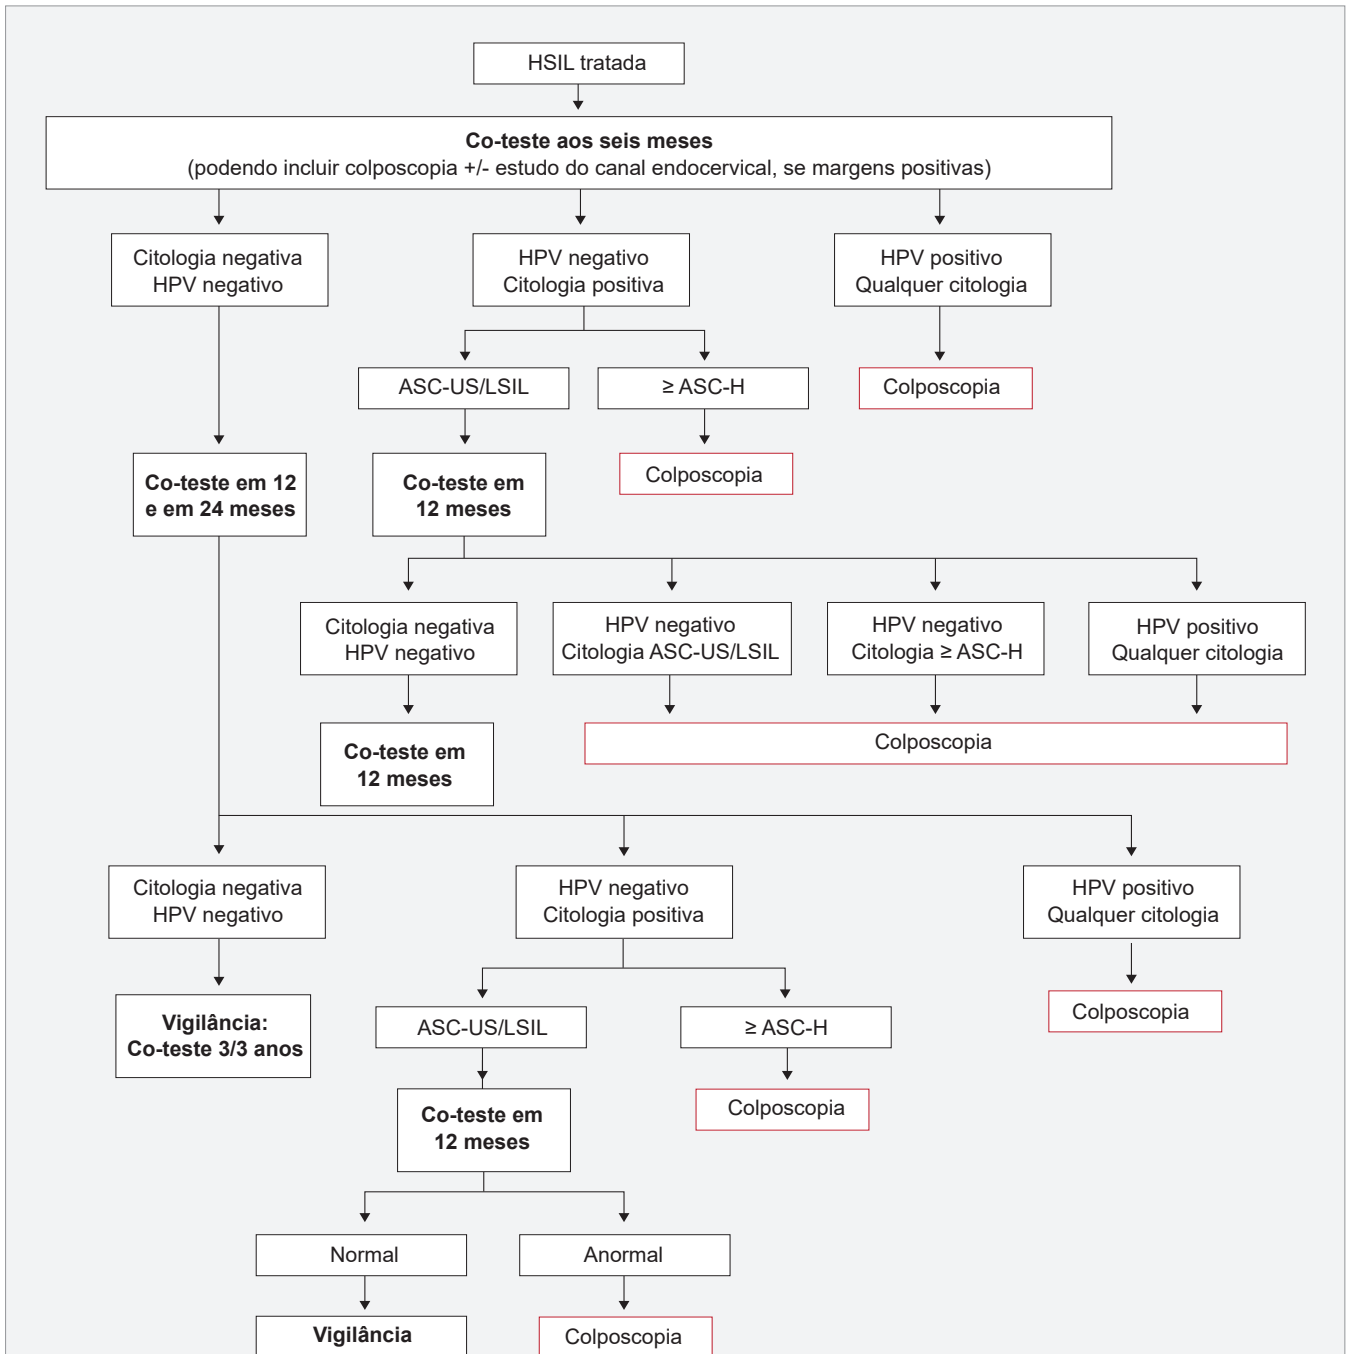 HSIL tratada
Co-teste aos seis meses
(podendo incluir colposcopia +/- estudo do canal endocervical, se margens positivas)
Citologia negativa
HPV negativo
HPV negativo
Citologia positiva
HPV positivo
Qualquer citologia
ASC-US/LSIL
≥ ASC-H
Colposcopia
Co-teste em 12
e em 24 meses
Co-teste em
12 meses
Colposcopia
Citologia negativa
HPV negativo
HPV negativo
Citologia ASC-US/LSIL
HPV negativo
Citologia ≥ ASC-H
HPV positivo
Qualquer citologia
Co-teste em
12 meses
Colposcopia
Citologia negativa
HPV negativo
HPV negativo
Citologia positiva
HPV positivo
Qualquer citologia
Vigilância:
Co-teste 3/3 anos
ASC-US/LSIL
≥ ASC-H
Colposcopia
Co-teste em
12 meses
Colposcopia
Normal
Anormal
Vigilância
Colposcopia